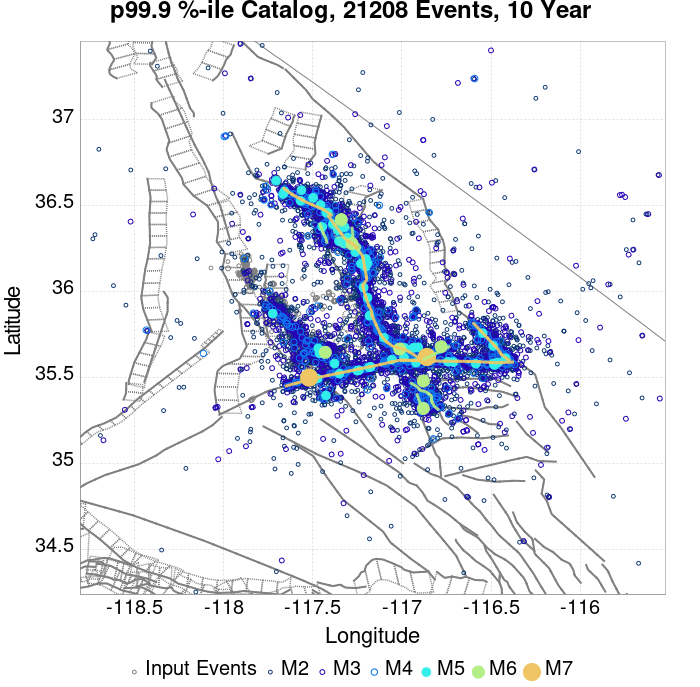 p99.9 %-ile Catalog, 21208 Events, 10 Year
37
36.5
36
35.5
35
34.5
Latitude
-118.5 -118 -117.5 -117 -116.5 -116
Longitude
Input Events M2 M3 M4 M5 M6 M7